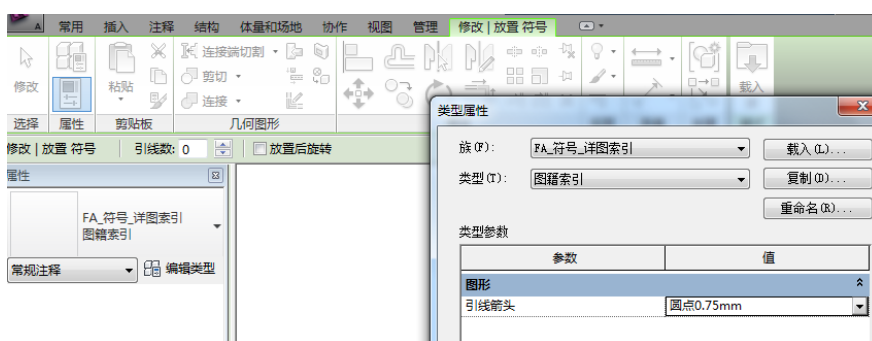 常用 插入 注释 结构 体量和场地 协作 视图 管理 修改 | 放置 符号
修改 粘贴 连接端切割 载入
剪切
连接
选择 属性 剪贴板 几何图形
修改 | 放置 符号 引线数: 0 放置后旋转
属性
FA_符号_详图索引
图籍索引
常规注释 编辑类型
类型属性
族(F): FA_符号_详图索引 载入(L)...
类型(T): 图籍索引 复制(D)...
重命名(R)...
类型参数
参数 值
图形
引线箭头 圆点0.75mm